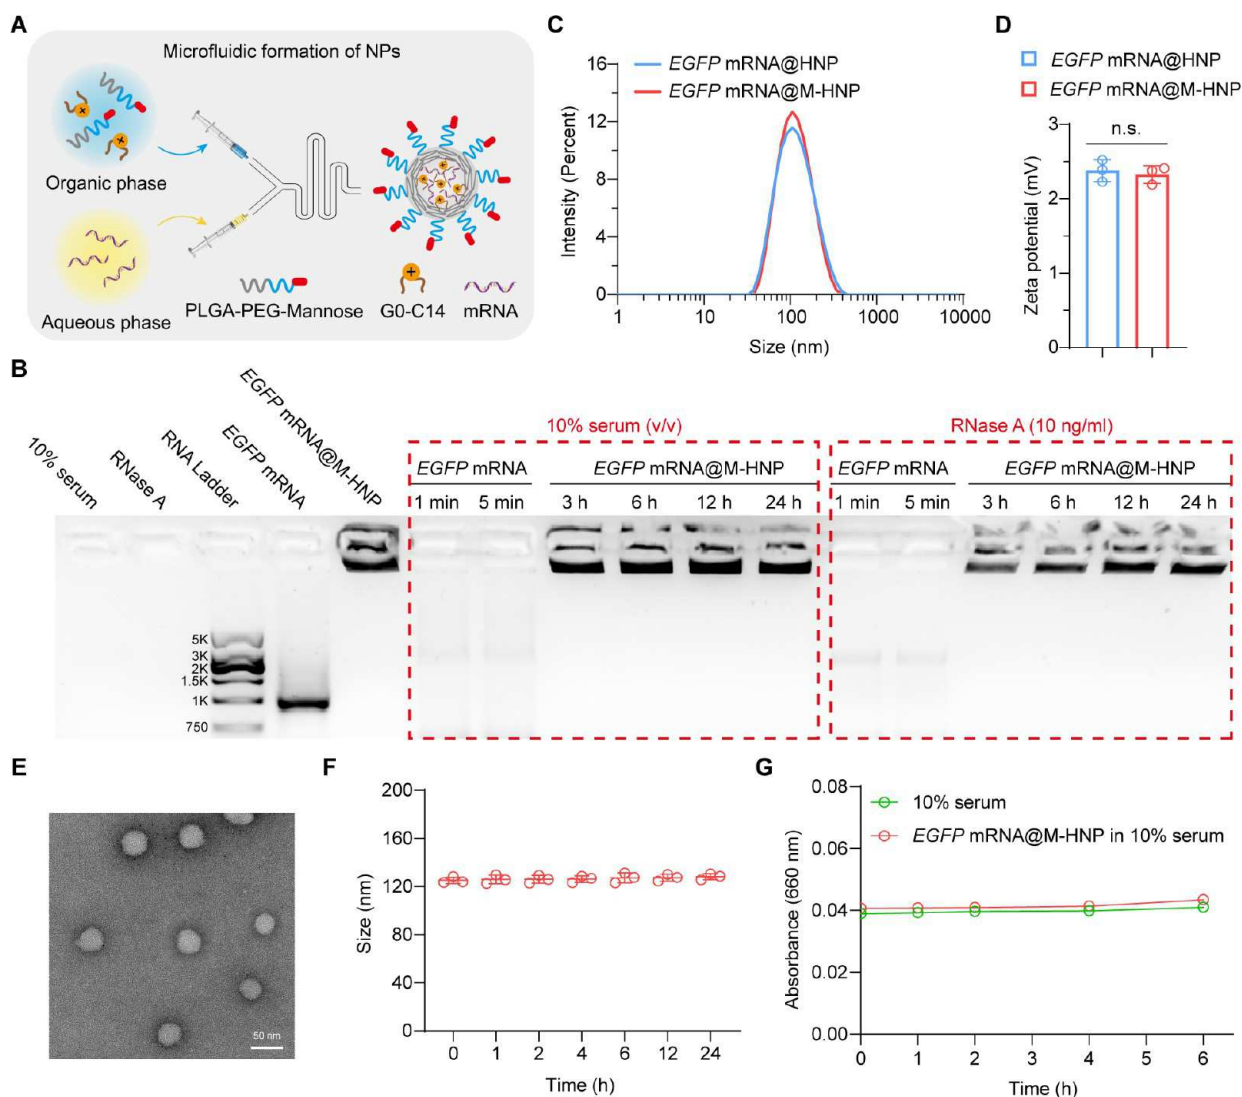 A
Microfluidic formation of NPs
Organic phase
Aqueous phase
PLGA-PEG-Mannose
G0-C14
mRNA
C
EGFP mRNA@HNP
EGFP mRNA@M-HNP
16
12
8
4
0
Intensity (Percent)
1 10 100 1000 10000
Size (nm)
D
EGFP mRNA@HNP
EGFP mRNA@M-HNP
n.s.
3
2
1
0
Zeta potential (mV)
B
10% serum
RNase A
RNA Ladder
EGFP mRNA
EGFP mRNA@M-HNP
10% serum (v/v)
EGFP mRNA EGFP mRNA@M-HNP
1 min 5 min 3 h 6 h 12 h 24 h
RNase A (10 ng/ml)
EGFP mRNA EGFP mRNA@M-HNP
1 min 5 min 3 h 6 h 12 h 24 h
5K
3K
2K
1.5K
1K
750
E
50 nm
F
200
160
120
80
40
0
Size (nm)
0 1 2 4 6 12 24
Time (h)
G
10% serum
EGFP mRNA@M-HNP in 10% serum
0.08
0.06
0.04
0.02
0.00
Absorbance (660 nm)
0 1 2 3 4 5 6
Time (h)